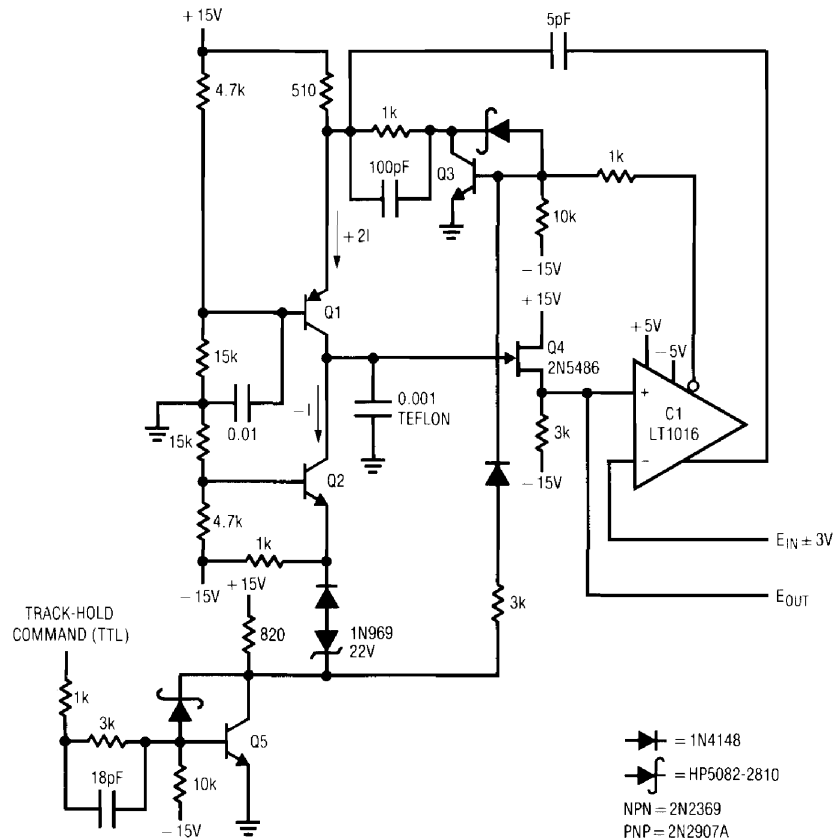 +15V
5pF
4.7k
510
1k
100pF
Q3
1k
+2I
10k
-15V
+15V
Q1
Q4
2N5486
+5V
-5V
15k
0.01
-I
0.001
TEFLON
+
C1
LT1016
-
3k
-15V
15k
Q2
4.7k
1k
-15V
+15V
EIN ± 3V
EOUT
3k
1N969
22V
820
TRACK-HOLD
COMMAND (TTL)
1k
3k
18pF
Q5
10k
-15V
= 1N4148
= HP5082-2810
NPN = 2N2369
PNP = 2N2907A